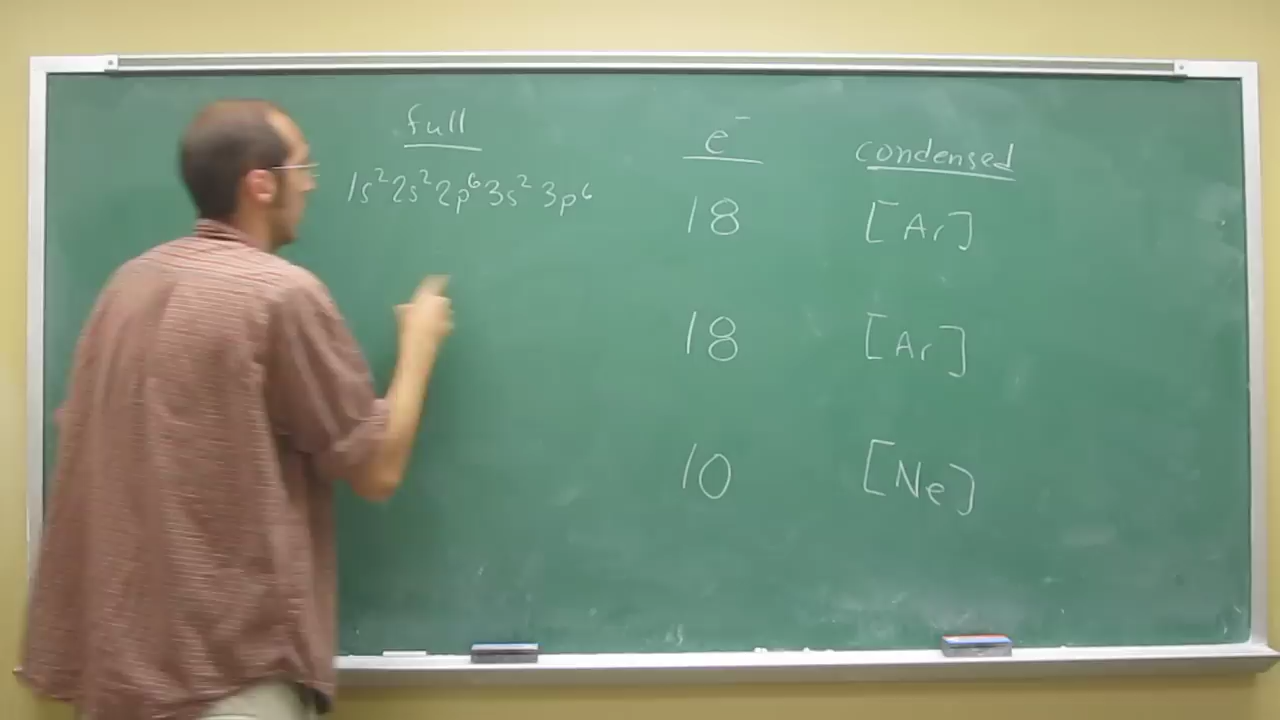 full e⁻ condensed
1s²2s²2p⁶3s²3p⁶ 18 [Ar]
18 [Ar]
10 [Ne]